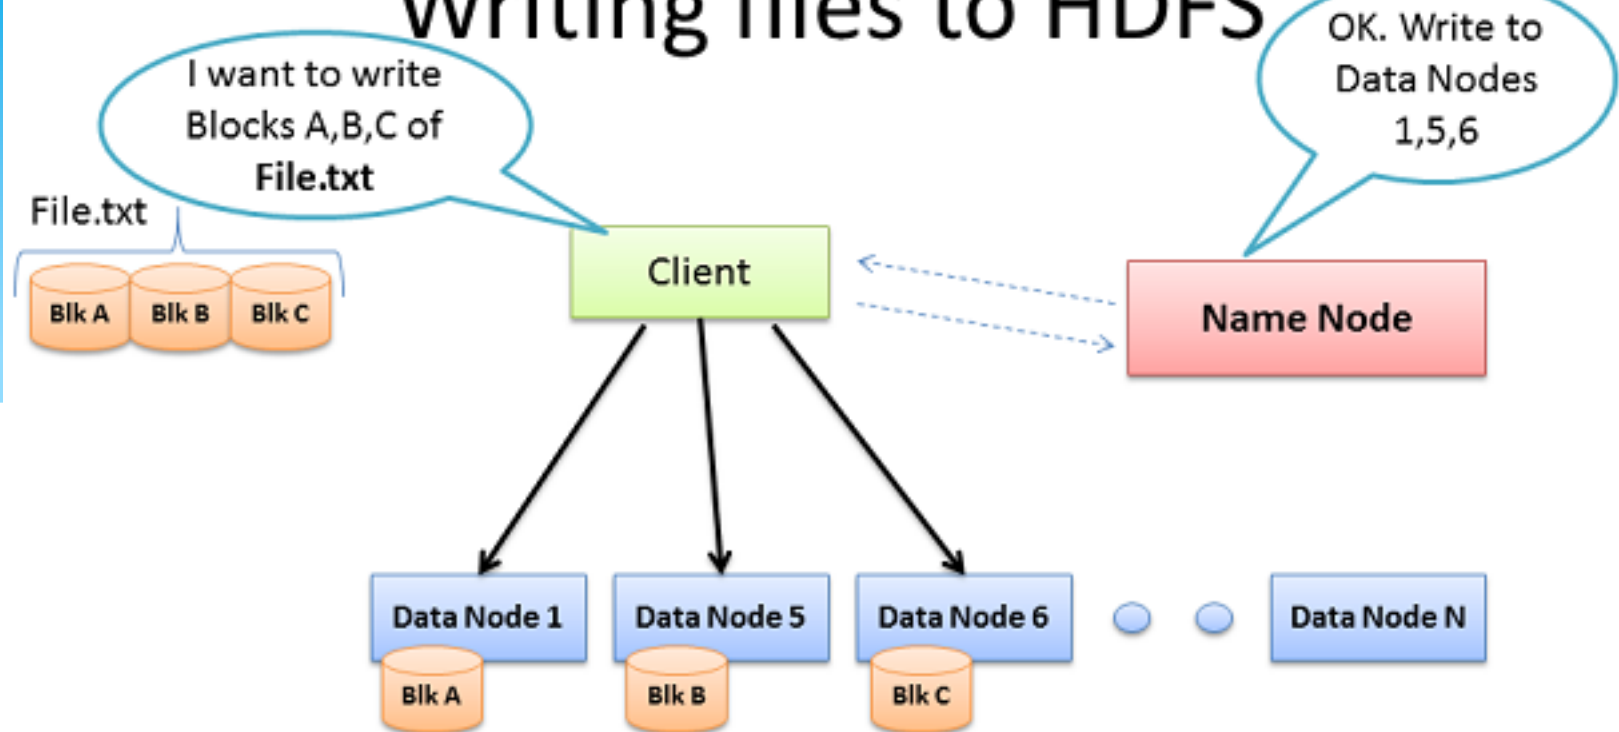 Writing files to HDFS
I want to write
Blocks A,B,C of
File.txt
OK. Write to
Data Nodes
1,5,6
File.txt
Blk A
Blk B
Blk C
Client
Name Node
Data Node 1
Data Node 5
Data Node 6
Data Node N
Blk A
Blk B
Blk C